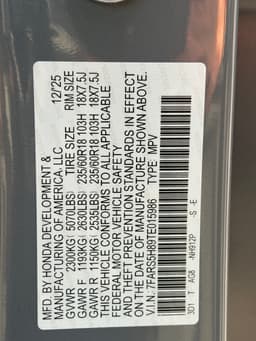 MFD. BY HONDA DEVELOPMENT &
MANUFACTURING OF AMERICA, LLC 12/25
GVWR 2300KG( 5070LBS) TIRE SIZE RIM SIZE
GAWR F 1193KG( 2630LBS) 235/60R18 103H 18X7.5J
GAWR R 1150KG( 2535LBS) 235/60R18 103H 18X7.5J
THIS VEHICLE CONFORMS TO ALL APPLICABLE
FEDERAL MOTOR VEHICLE SAFETY
AND THEFT PREVENTION STANDARDS IN EFFECT
ON THE DATE OF MANUFACTURE SHOWN ABOVE.
V.I.N.: 7FARS5H89TE015986 TYPE MPV
3D1 T AG8 -NH912P -S -E